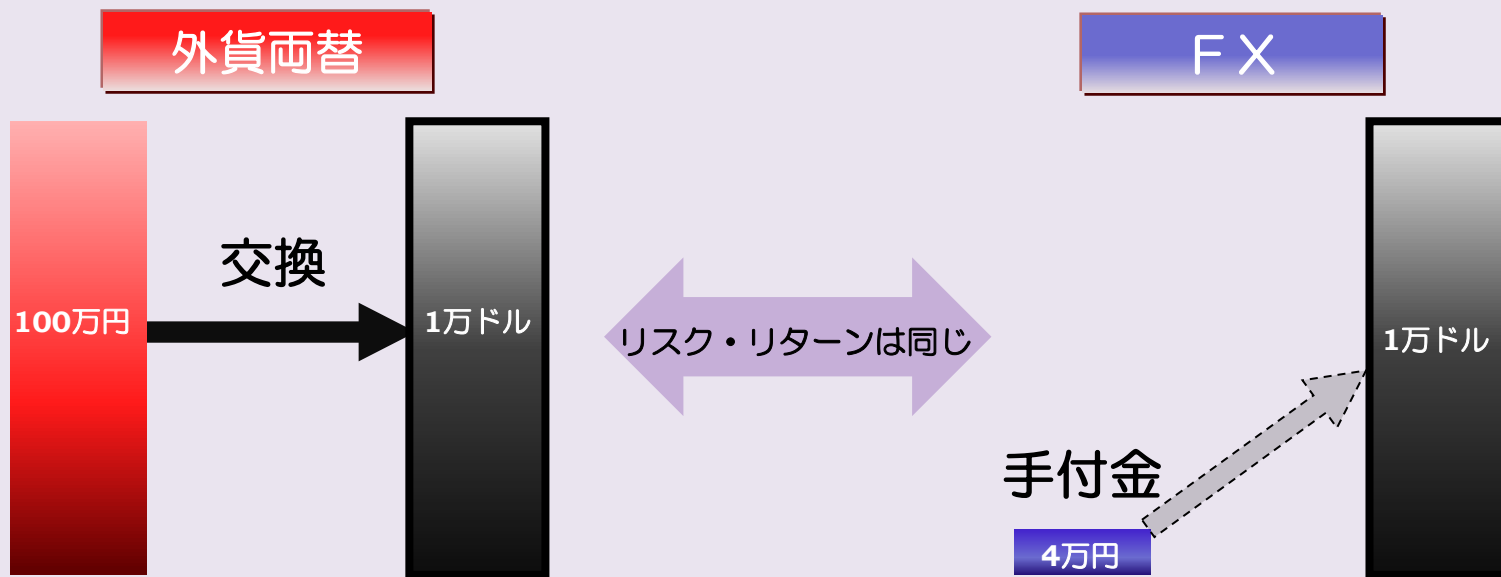 外貨両替
FX
交換
100万円
1万ドル
リスク・リターンは同じ
1万ドル
手付金
4万円